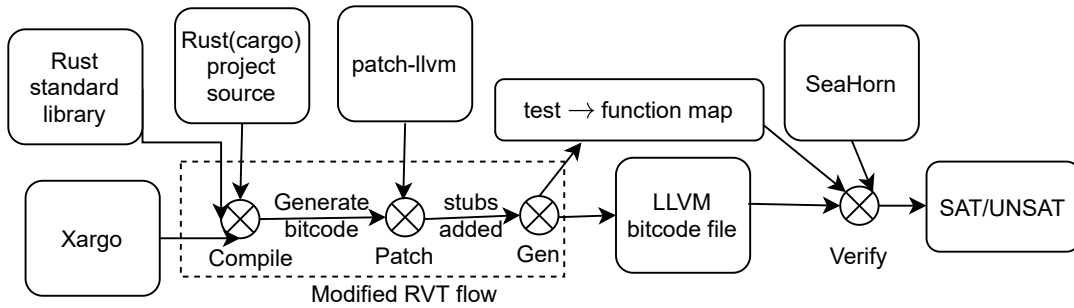 Rust
standard
library
Rust(cargo)
project
source
patch-llvm
test → function map
SeaHorn
Xargo
Generate
bitcode
stubs
added
Compile
Patch
Gen
LLVM
bitcode file
Verify
SAT/UNSAT
Modified RVT flow